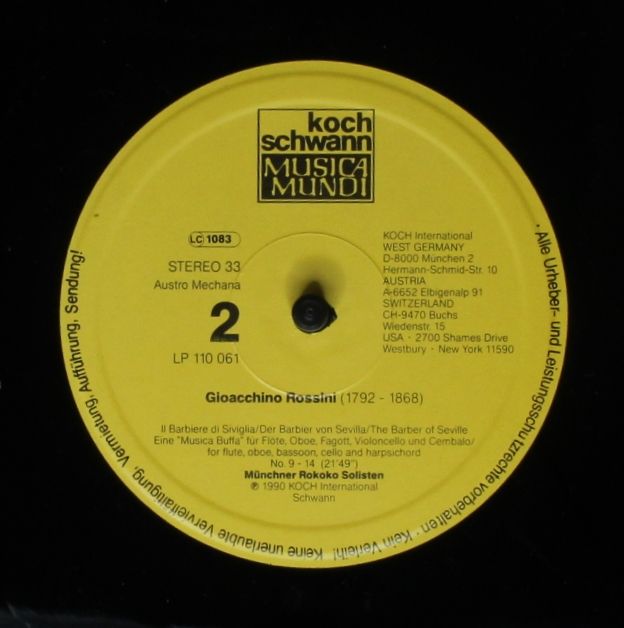 koch
schwann
MUSICA
MUNDI
LC 1083
STEREO 33
Austro Mechana
2
LP 110 061
KOCH International
WEST GERMANY
D-8000 München 2
Hermann-Schmid-Str. 10
AUSTRIA
A-6652 Elbigenalp 91
SWITZERLAND
CH-9470 Buchs
Wiedenstr. 15
USA - 2700 Shames Drive
Westbury - New York 11590
Gioacchino Rossini (1792 - 1868)
Il Barbiere di Siviglia/Der Barbier von Sevilla/The Barber of Seville
Eine "Musica Buffa" für Flöte, Oboe, Fagott, Violoncello und Cembalo/
for flute, oboe, bassoon, cello and harpsichord
No. 9 - 14 (21'49")
Münchner Rokoko Solisten
℗ 1990 KOCH International
Schwann
· Alle Urheber- und Leistungsschutzrechte vorbehalten · Kein Verleih! Keine unerlaubte Vervielfältigung, Vermietung, Aufführung, Sendung!